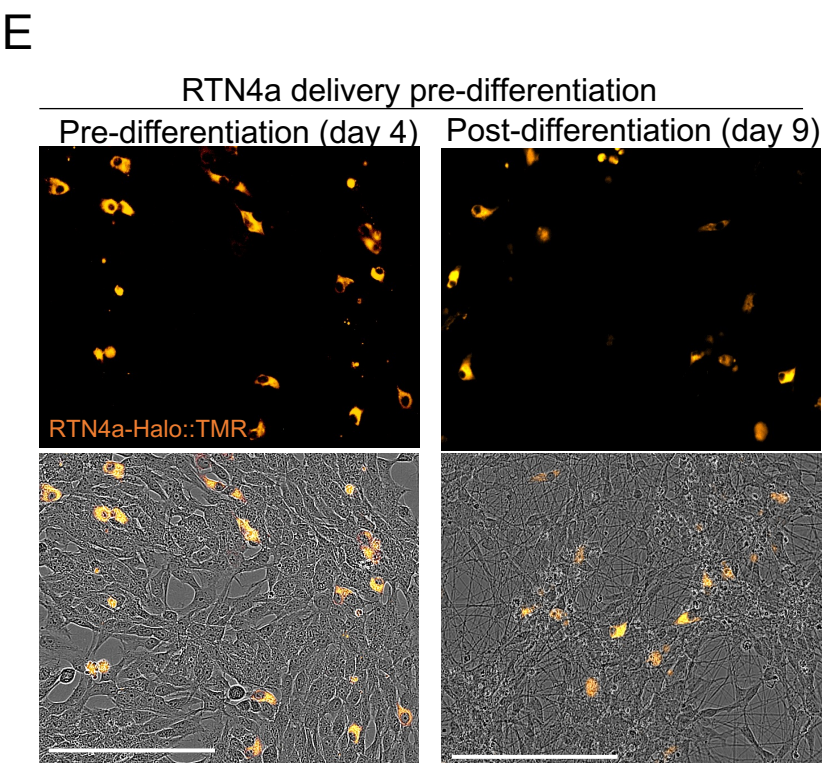 E
RTN4a delivery pre-differentiation
Pre-differentiation (day 4)
Post-differentiation (day 9)
RTN4a-Halo::TMR